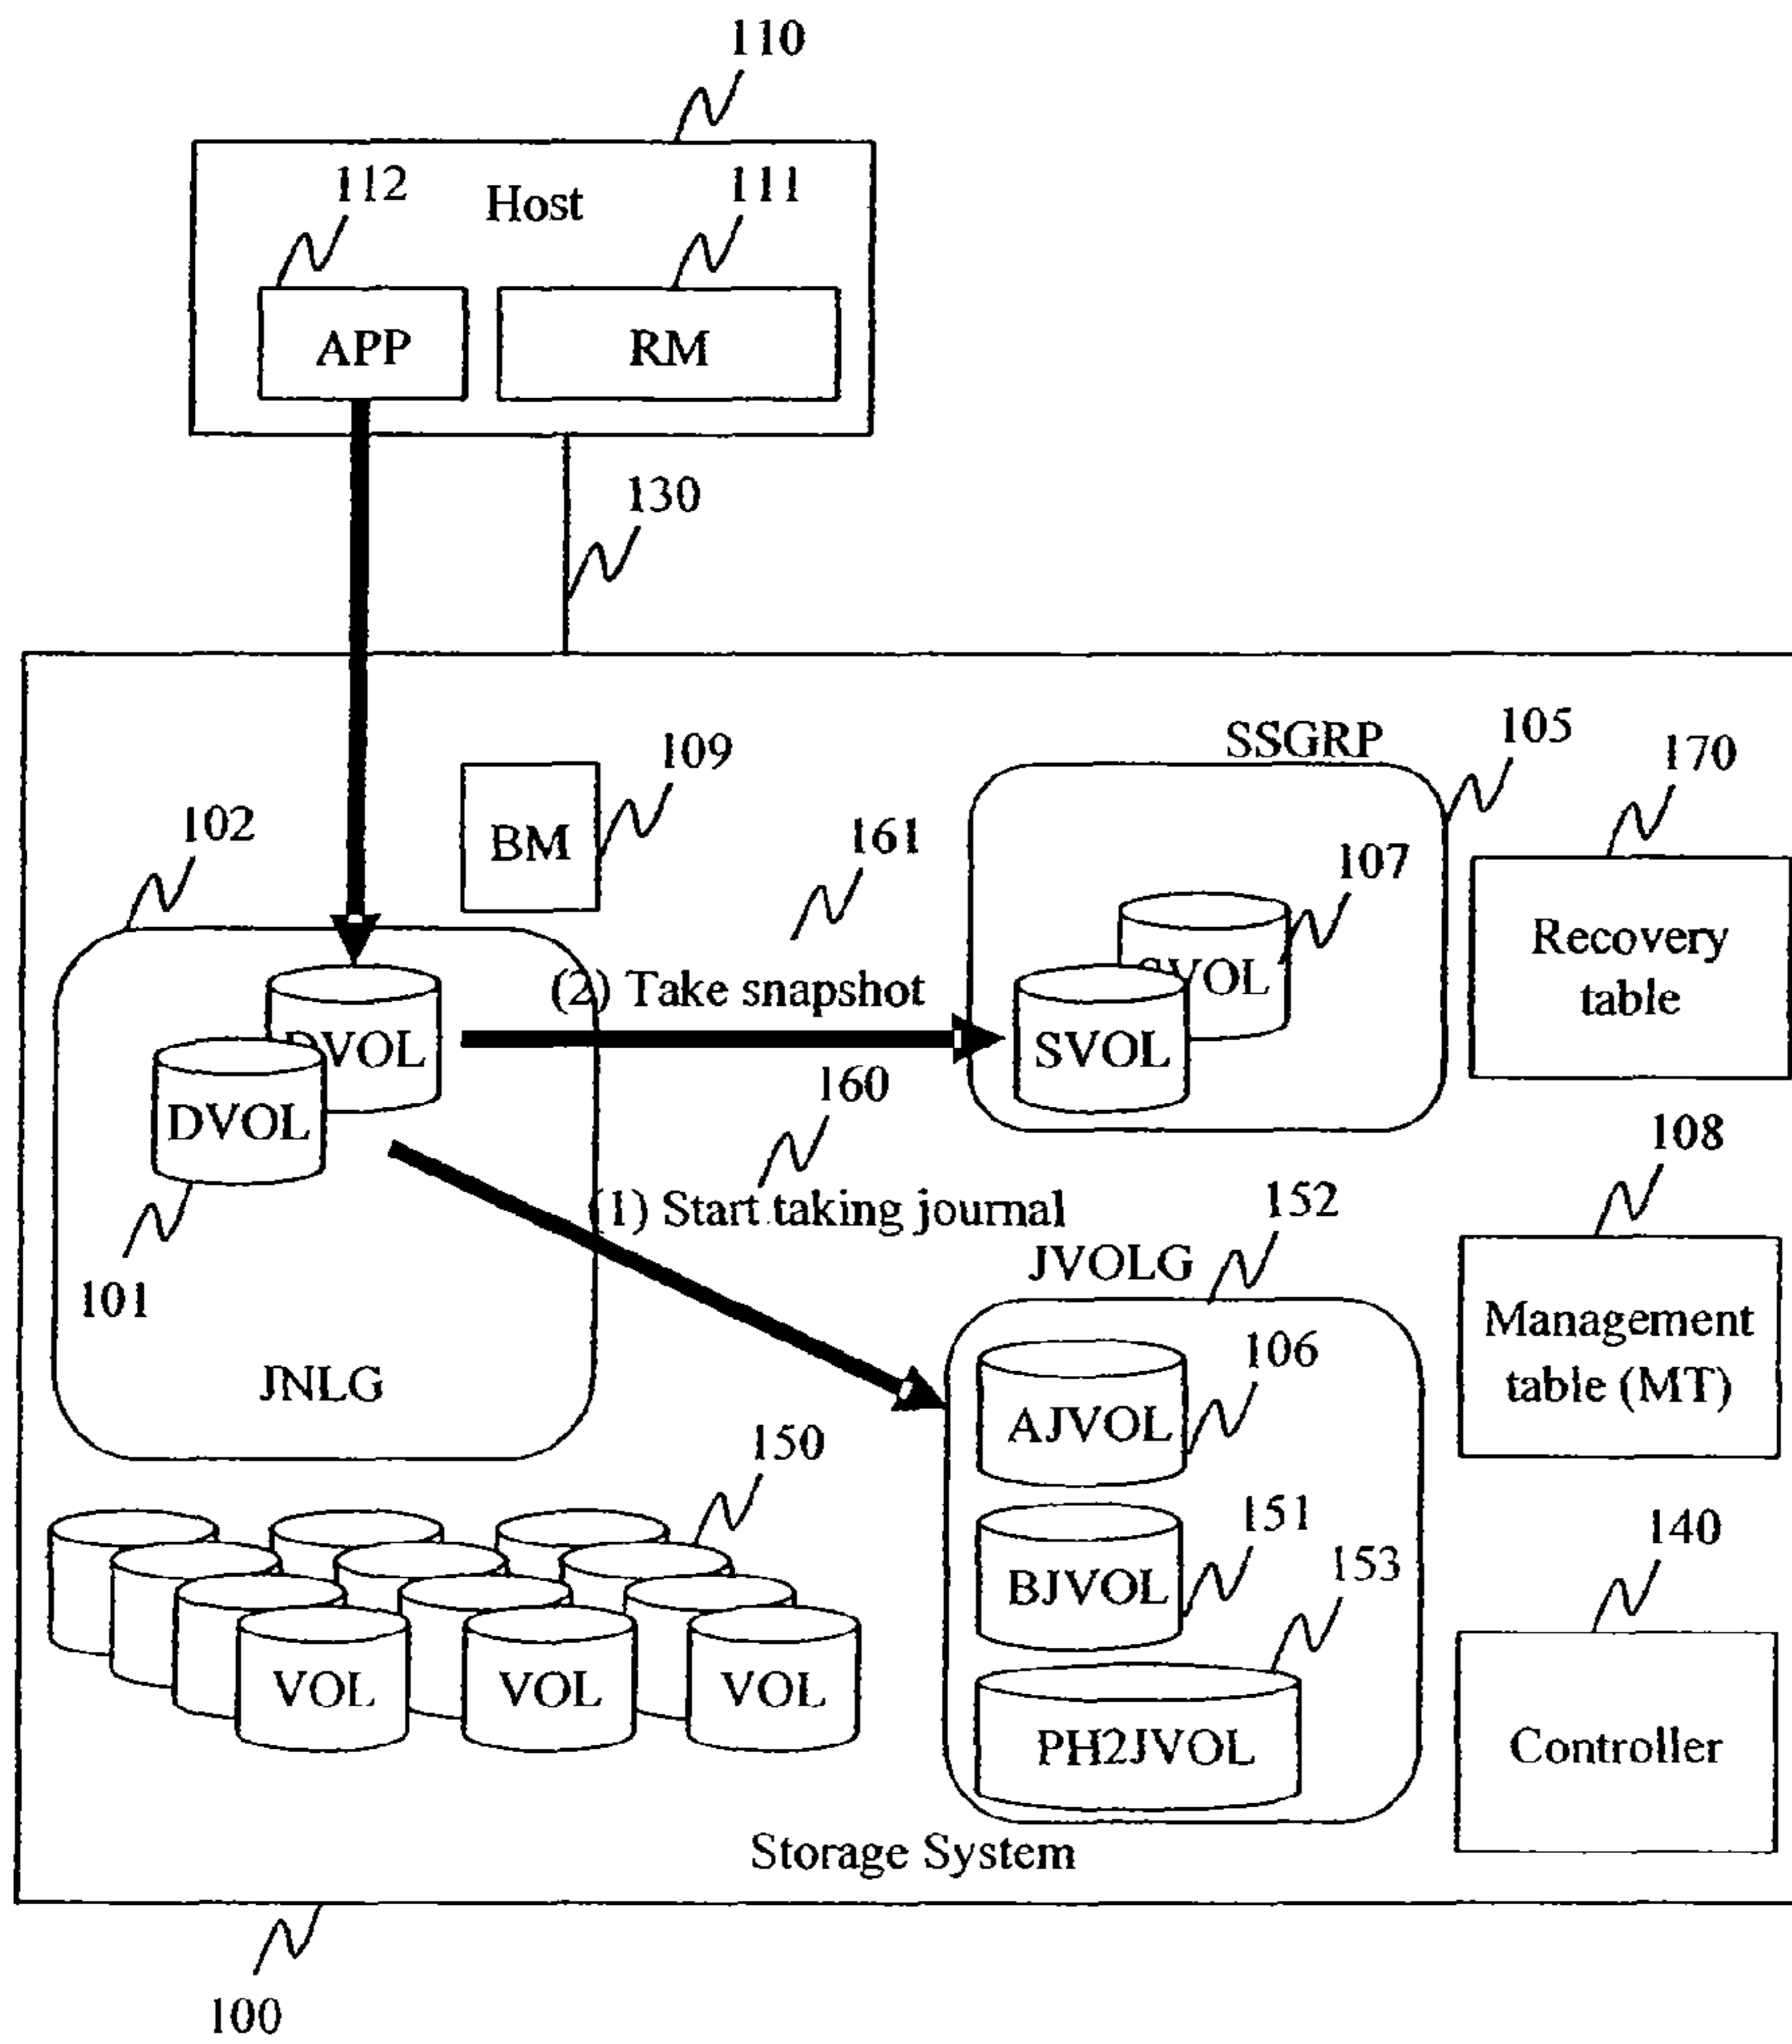 110
112
Host
111
APP
RM
130
SSGRP
105
170
109
102
BM
161
107
Recovery
table
SVOL
(2) Take snapshot
DVOL
SVOL
DVOL
160
108
(1) Start taking journal
152
101
JVOLG
Management
table (MT)
106
JNLG
AJVOL
150
151
140
153
BJVOL
VOL
VOL
VOL
PH2JVOL
Controller
Storage System
100